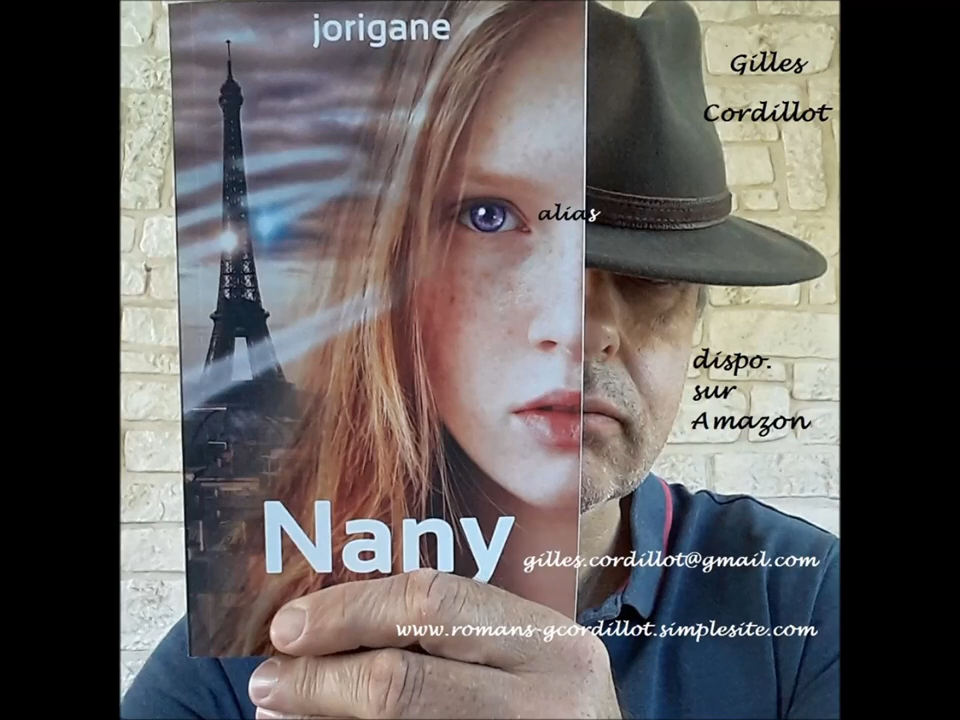 jorigane
Gilles
Cordillot
alias
dispo.
sur
Amazon
Nany
gilles.cordillot@gmail.com
www.romans-gcordillot.simplesite.com